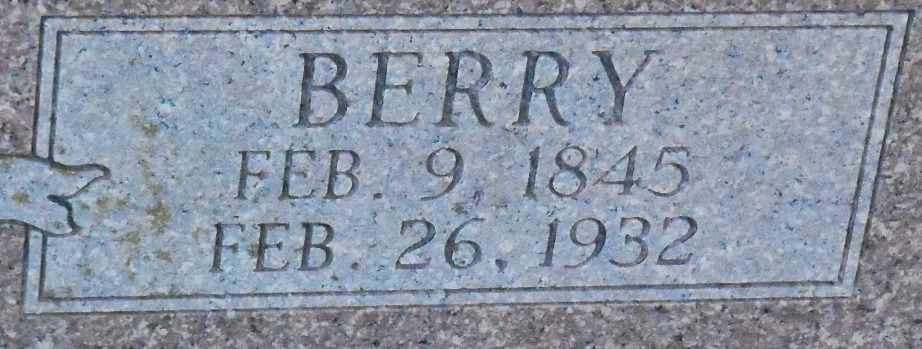 BERRY
FEB. 9, 1845
FEB. 26, 1932